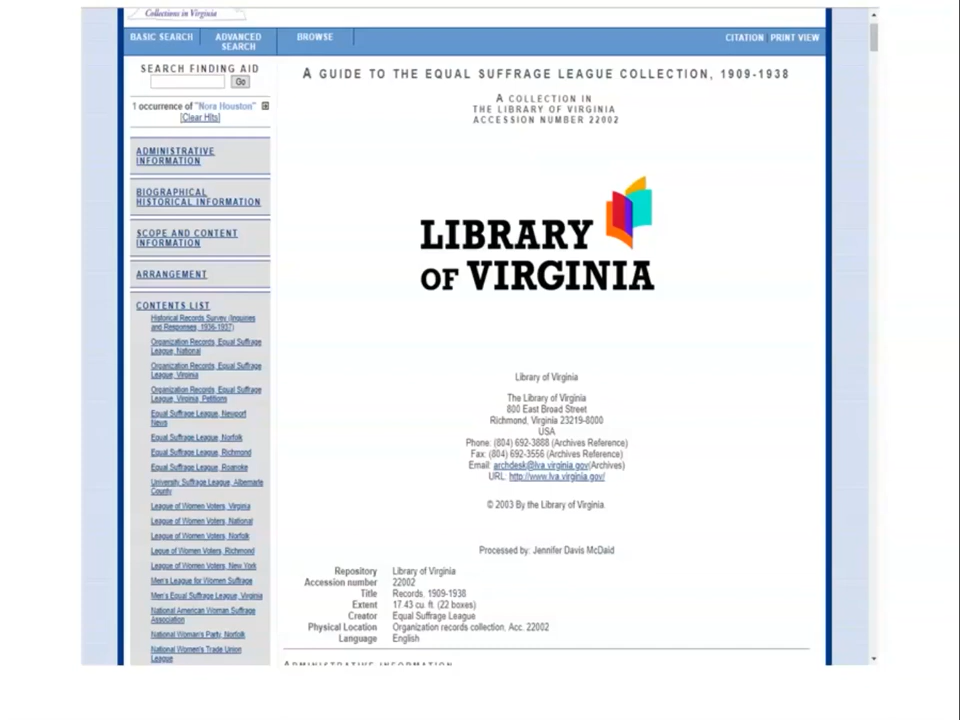 Collections in Virginia
BASIC SEARCH
ADVANCED
SEARCH
BROWSE
CITATION
PRINT VIEW
SEARCH FINDING AID
Go
1 occurrence of "Nora Houston"
[Clear Hits]
ADMINISTRATIVE
INFORMATION
BIOGRAPHICAL
HISTORICAL INFORMATION
SCOPE AND CONTENT
INFORMATION
ARRANGEMENT
CONTENTS LIST
Historical Records Survey (Inquiries
and Responses, 1936-1937)
Organization Records, Equal Suffrage
League, National
Organization Records, Equal Suffrage
League, Virginia
Organization Records, Equal Suffrage
League, Virginia, Petitions
Equal Suffrage League, Newport
News
Equal Suffrage League, Norfolk
Equal Suffrage League, Richmond
Equal Suffrage League, Roanoke
University Suffrage League, Albemarle
County
League of Women Voters, Virginia
League of Women Voters, National
League of Women Voters, Norfolk
Legue of Women Voters, Richmond
League of Women Voters, New York
Men's League for Women Suffrage
Men's Equal Suffrage League, Virginia
National American Woman Suffrage
Association
National Woman's Party, Norfolk
National Women's Trade Union
League
A GUIDE TO THE EQUAL SUFFRAGE LEAGUE COLLECTION, 1909-1938
A COLLECTION IN
THE LIBRARY OF VIRGINIA
ACCESSION NUMBER 22002
LIBRARY
OF VIRGINIA
Library of Virginia
The Library of Virginia
800 East Broad Street
Richmond, Virginia 23219-8000
USA
Phone: (804) 692-3888 (Archives Reference)
Fax: (804) 692-3556 (Archives Reference)
Email: archdesk@lva.virginia.gov(Archives)
URL: http://www.lva.virginia.gov/
© 2003 By the Library of Virginia.
Processed by: Jennifer Davis McDaid
Repository Library of Virginia
Accession number 22002
Title Records, 1909-1938
Extent 17.43 cu. ft. (22 boxes)
Creator Equal Suffrage League
Physical Location Organization records collection, Acc. 22002
Language English
ADMINISTRATIVE INFORMATION